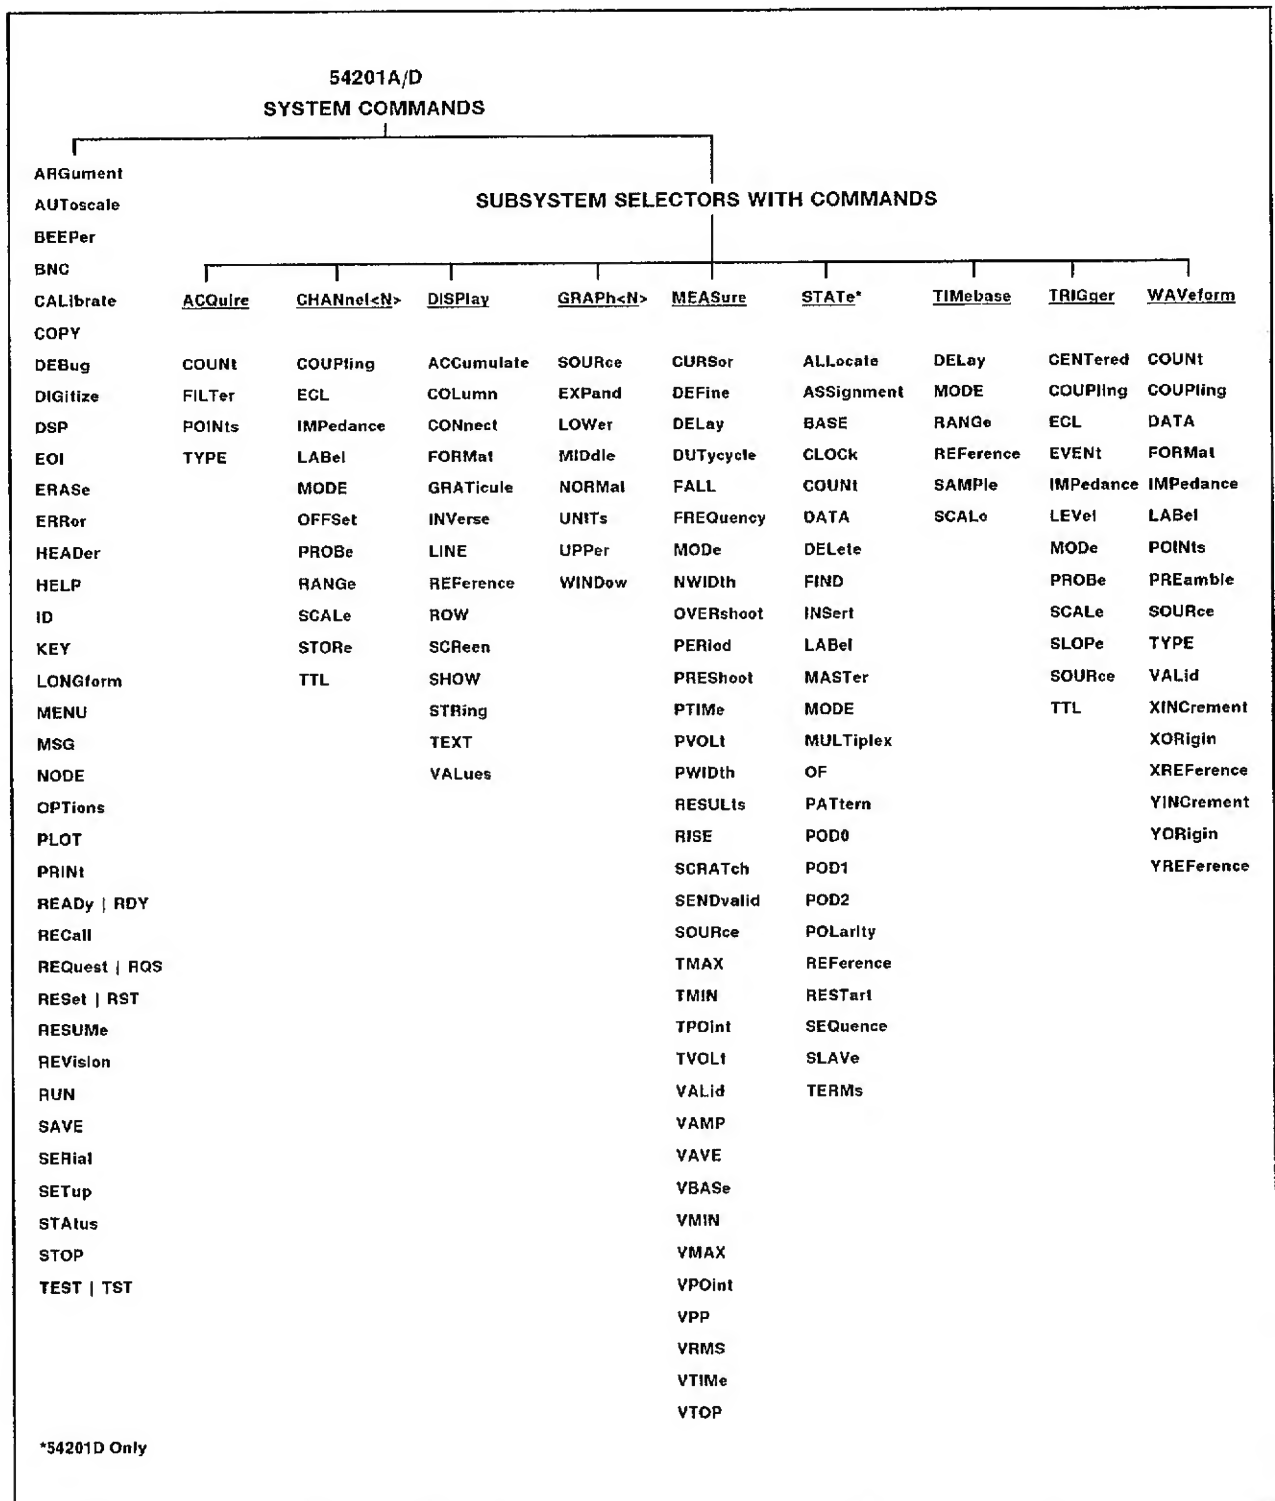 54201A/D
SYSTEM COMMANDS
ARGument
AUToscale
BEEPer
BNC
CALibrate
COPY
DEBug
DIGitize
DSP
EOI
ERASe
ERRor
HEADer
HELP
ID
KEY
LONGform
MENU
MSG
NODE
OPTions
PLOT
PRINt
READy | RDY
RECall
REQuest | RQS
RESet | RST
RESUMe
REVision
RUN
SAVE
SERial
SETup
STAtus
STOP
TEST | TST
SUBSYSTEM SELECTORS WITH COMMANDS
ACQuire
COUNt
FILTer
POINts
TYPE
CHANnel<N>
COUPling
ECL
IMPedance
LABel
MODE
OFFSet
PROBe
RANGe
SCALe
STORe
TTL
DISPlay
ACCumulate
COLumn
CONnect
FORMat
GRATicule
INVerse
LINE
REFerence
ROW
SCReen
SHOW
STRing
TEXT
VALues
GRAPh<N>
SOURce
EXPand
LOWer
MIDdle
NORMal
UNITs
UPPer
WINDow
MEASure
CURSor
DEFine
DELay
DUTycycle
FALL
FREQuency
MODe
NWIDth
OVERshoot
PERiod
PREShoot
PTIMe
PVOLt
PWIDth
RESULts
RISE
SCRATch
SENDvalid
SOURce
TMAX
TMIN
TPOint
TVOLt
VALid
VAMP
VAVE
VBASe
VMIN
VMAX
VPOint
VPP
VRMS
VTIMe
VTOP
STATe*
ALLocate
ASSignment
BASE
CLOCk
COUNt
DATA
DELete
FIND
INSert
LABel
MASTer
MODE
MULTiplex
OF
PATtern
POD0
POD1
POD2
POLarity
REFerence
RESTart
SEQuence
SLAVe
TERMs
TIMebase
DELay
MODE
RANGe
REFerence
SAMPle
SCALe
TRIGger
CENTered
COUPling
ECL
EVENt
IMPedance
LEVel
MODe
PROBe
SCALe
SLOPe
SOURce
TTL
WAVeform
COUNt
COUPling
DATA
FORMat
IMPedance
LABel
POINts
PREamble
SOURce
TYPE
VALid
XINCrement
XORigin
XREFerence
YINCrement
YORigin
YREFerence
*54201D Only